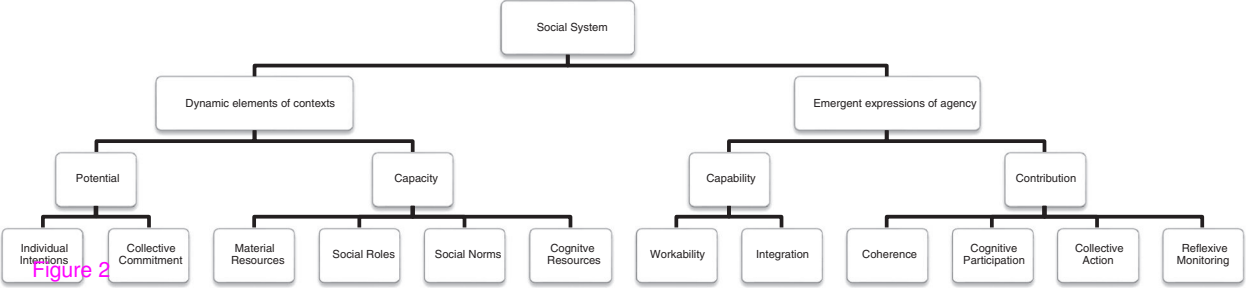 Social System
Dynamic elements of contexts
Emergent expressions of agency
Potential
Capacity
Capability
Contribution
Individual
Intentions
Collective
Commitment
Material
Resources
Social Roles
Social Norms
Cognitve
Resources
Workability
Integration
Coherence
Cognitive
Participation
Collective
Action
Reflexive
Monitoring
Figure 2